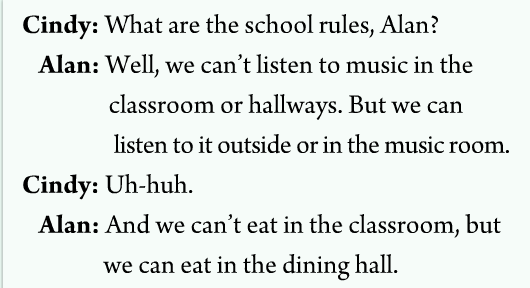 Cindy: What are the school rules, Alan?
Alan: Well, we can't listen to music in the
classroom or hallways. But we can
listen to it outside or in the music room.
Cindy: Uh-huh.
Alan: And we can't eat in the classroom, but
we can eat in the dining hall.